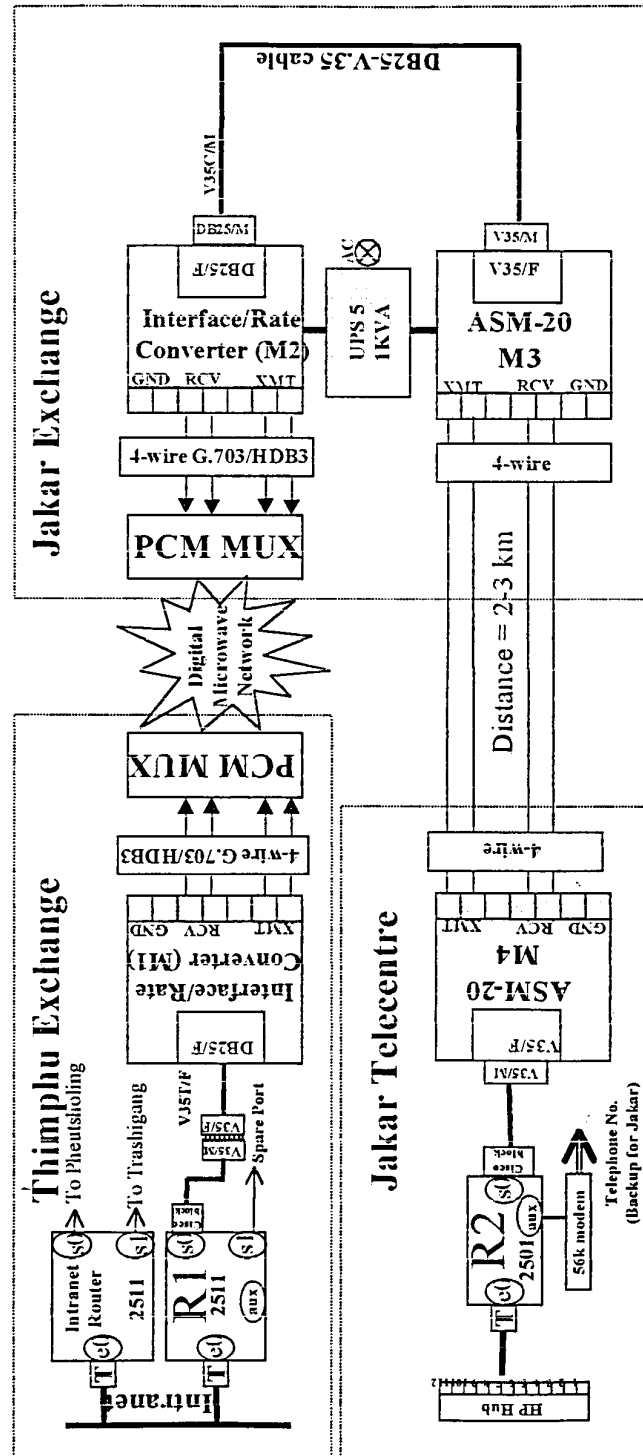 Thimphu Exchange
To Pheutsholing
To Trashigang
Spare Port
Intranet
Router
2511
s0
s1
e0
T
Intranet
R1
2511
s0
s1
aux
e0
T
Cisco
block
V35/M
V35/F
V35T/F
DB25/F
Interface/Rate
Converter (M1)
GND
RCV
XMT
4-wire G.703/HDB3
PCM MUX
Digital
Microwave
Network
Jakar Exchange
PCM MUX
4-wire G.703/HDB3
GND
RCV
XMT
Interface/Rate
Converter (M2)
DB25/F
DB25/M
V35C/M
DB25-V.35 cable
UPS 5
1KVA
AC
V35/M
V35/F
ASM-20
M3
XMT
RCV
GND
4-wire
Distance = 2-3 km
Jakar Telecentre
4-wire
XMT
RCV
GND
ASM-20
M4
V35/F
V35/M
Cisco
block
R2
2501
s0
aux
e0
T
56k modem
Telephone No.
(Backup for Jakar)
HP Hub